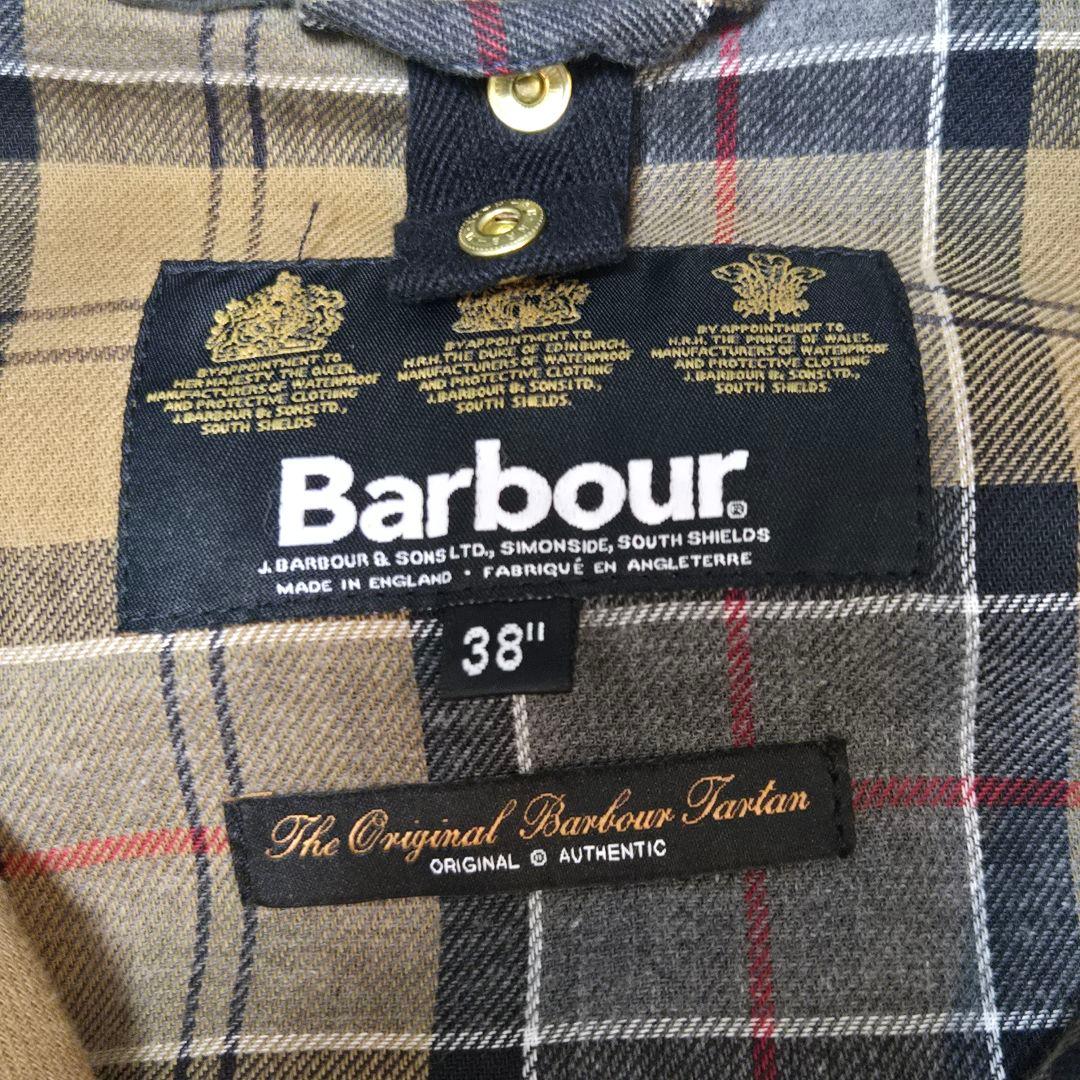 BY APPOINTMENT TO
HER MAJESTY THE QUEEN
MANUFACTURERS OF WATERPROOF
AND PROTECTIVE CLOTHING
J.BARBOUR & SONS LTD.,
SOUTH SHIELDS.
BY APPOINTMENT TO
H.R.H. THE DUKE OF EDINBURGH.
MANUFACTURERS OF WATERPROOF
AND PROTECTIVE CLOTHING
J.BARBOUR & SONS LTD.,
SOUTH SHIELDS.
BY APPOINTMENT TO
H.R.H. THE PRINCE OF WALES.
MANUFACTURERS OF WATERPROOF
AND PROTECTIVE CLOTHING
J.BARBOUR & SONS LTD.,
SOUTH SHIELDS.
Barbour®
J.BARBOUR & SONS LTD., SIMONSIDE, SOUTH SHIELDS
MADE IN ENGLAND · FABRIQUÉ EN ANGLETERRE
38"
The Original Barbour Tartan
ORIGINAL AUTHENTIC